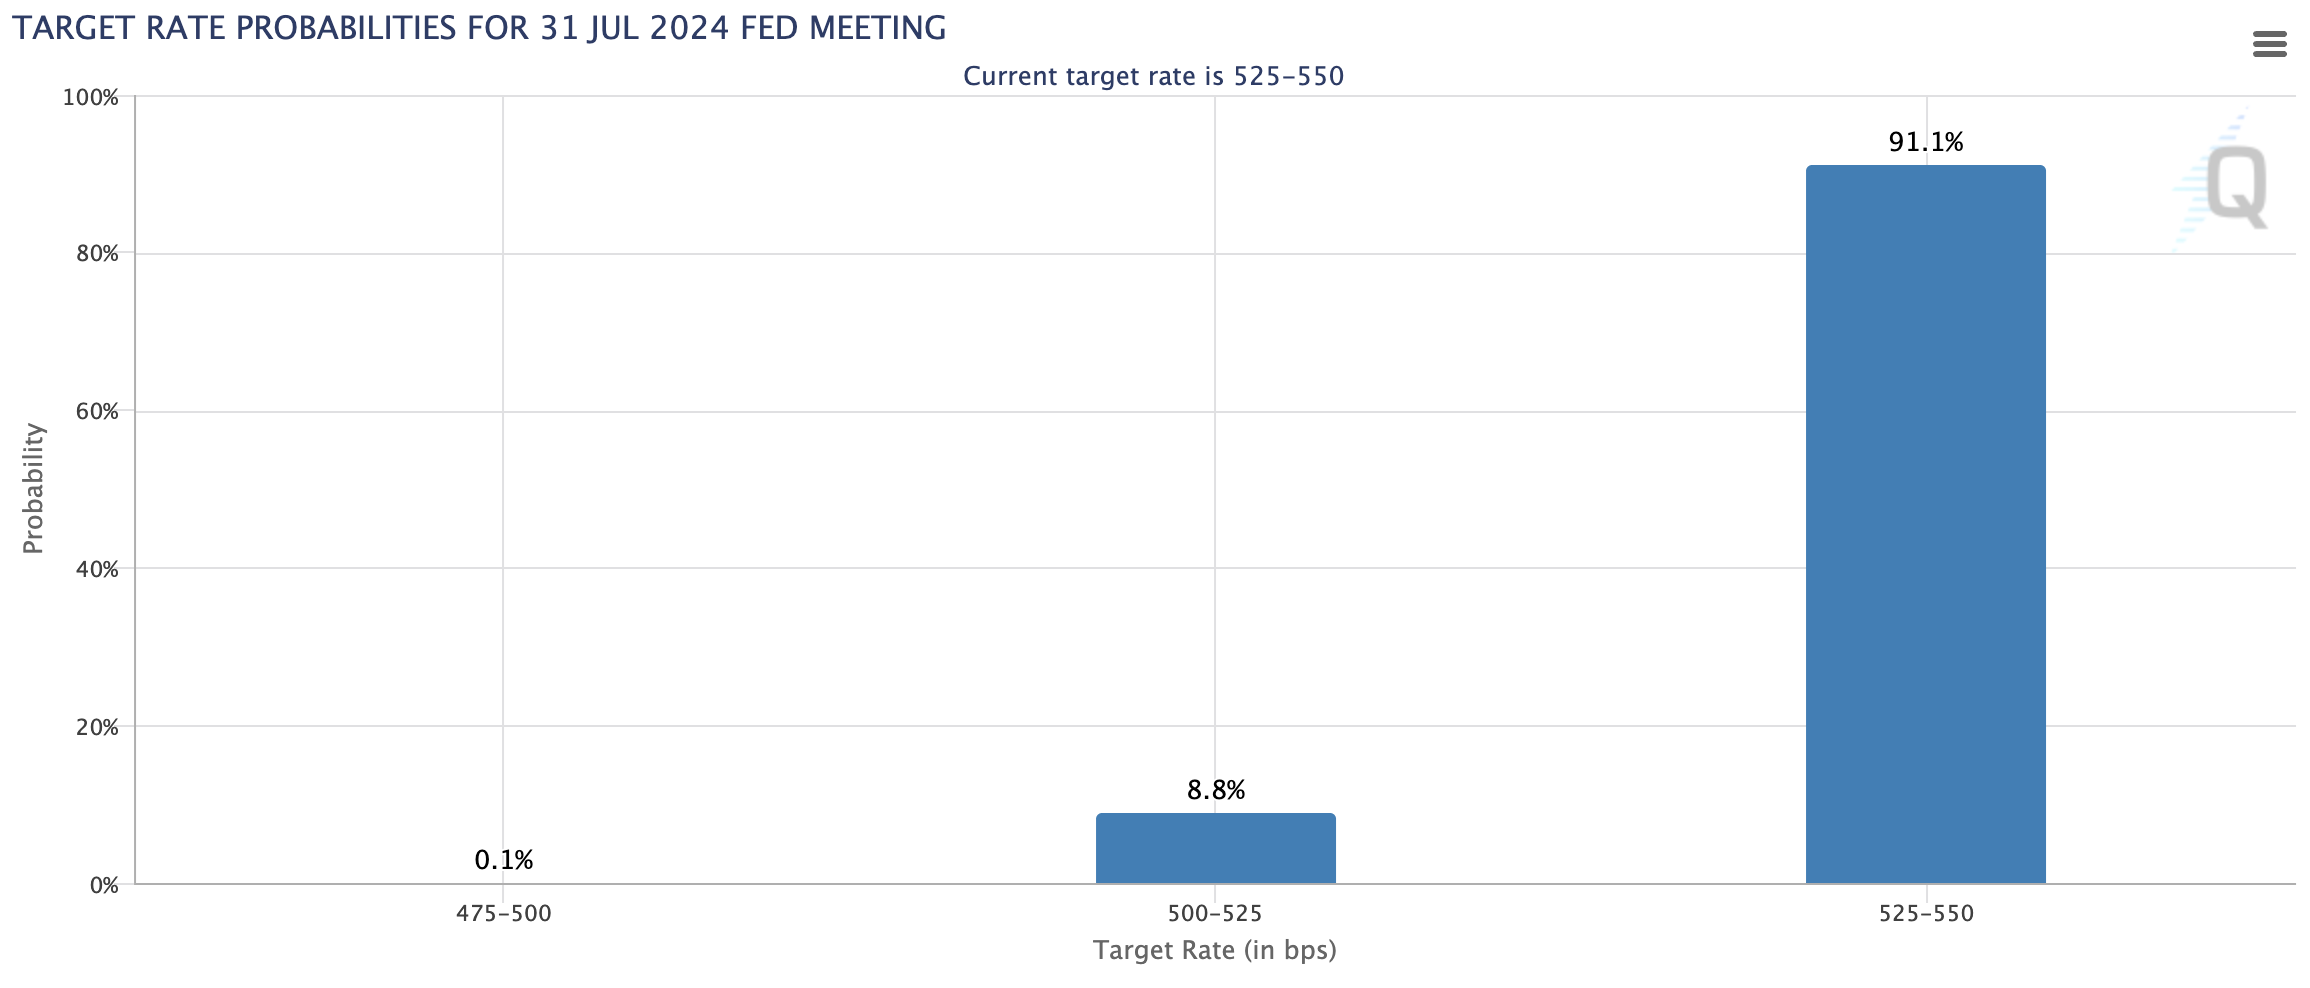 TARGET RATE PROBABILITIES FOR 31 JUL 2024 FED MEETING
Current target rate is 525-550
100%
80%
60%
40%
20%
0%
Probability
0.1%
8.8%
91.1%
Q
475-500
500-525
525-550
Target Rate (in bps)